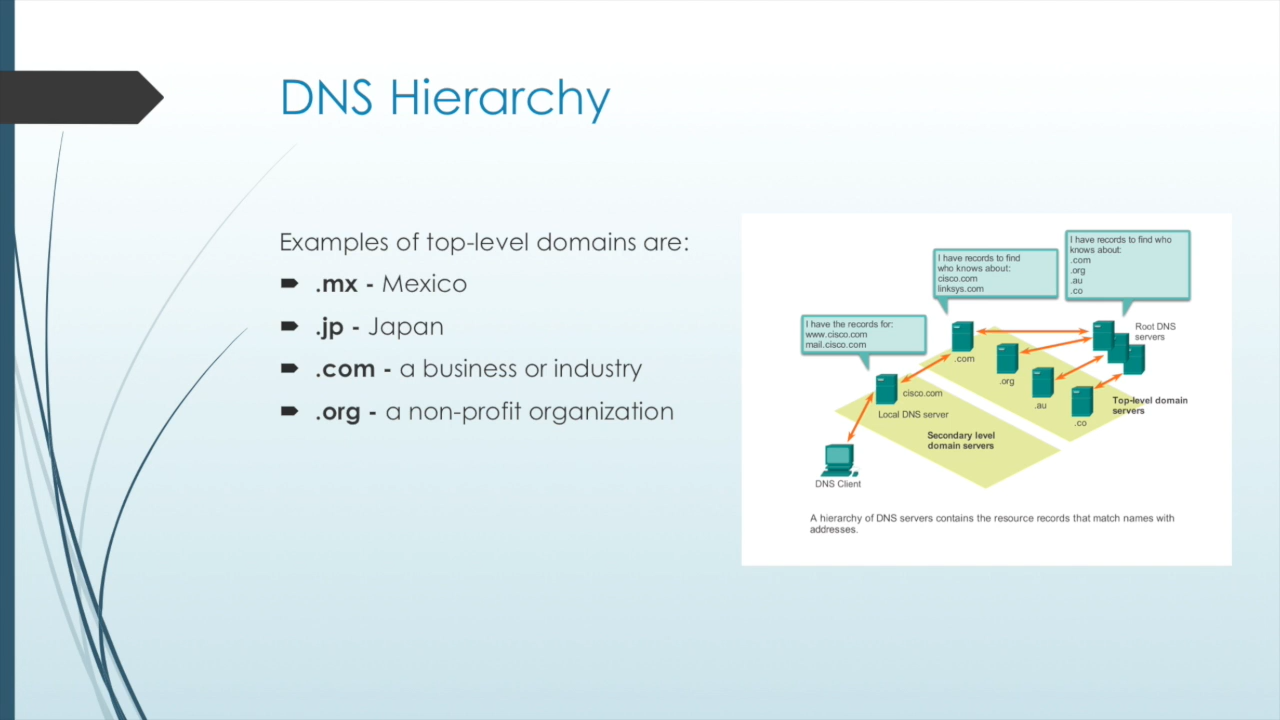 DNS Hierarchy
Examples of top-level domains are:
.mx - Mexico
.jp - Japan
.com - a business or industry
.org - a non-profit organization
I have records to find who
knows about:
.com
.org
.au
.co
I have records to find
who knows about:
cisco.com
linksys.com
I have the records for:
www.cisco.com
mail.cisco.com
Root DNS
servers
.com
.org
.au
.co
Top-level domain
servers
cisco.com
Local DNS server
Secondary level
domain servers
DNS Client
A hierarchy of DNS servers contains the resource records that match names with
addresses.